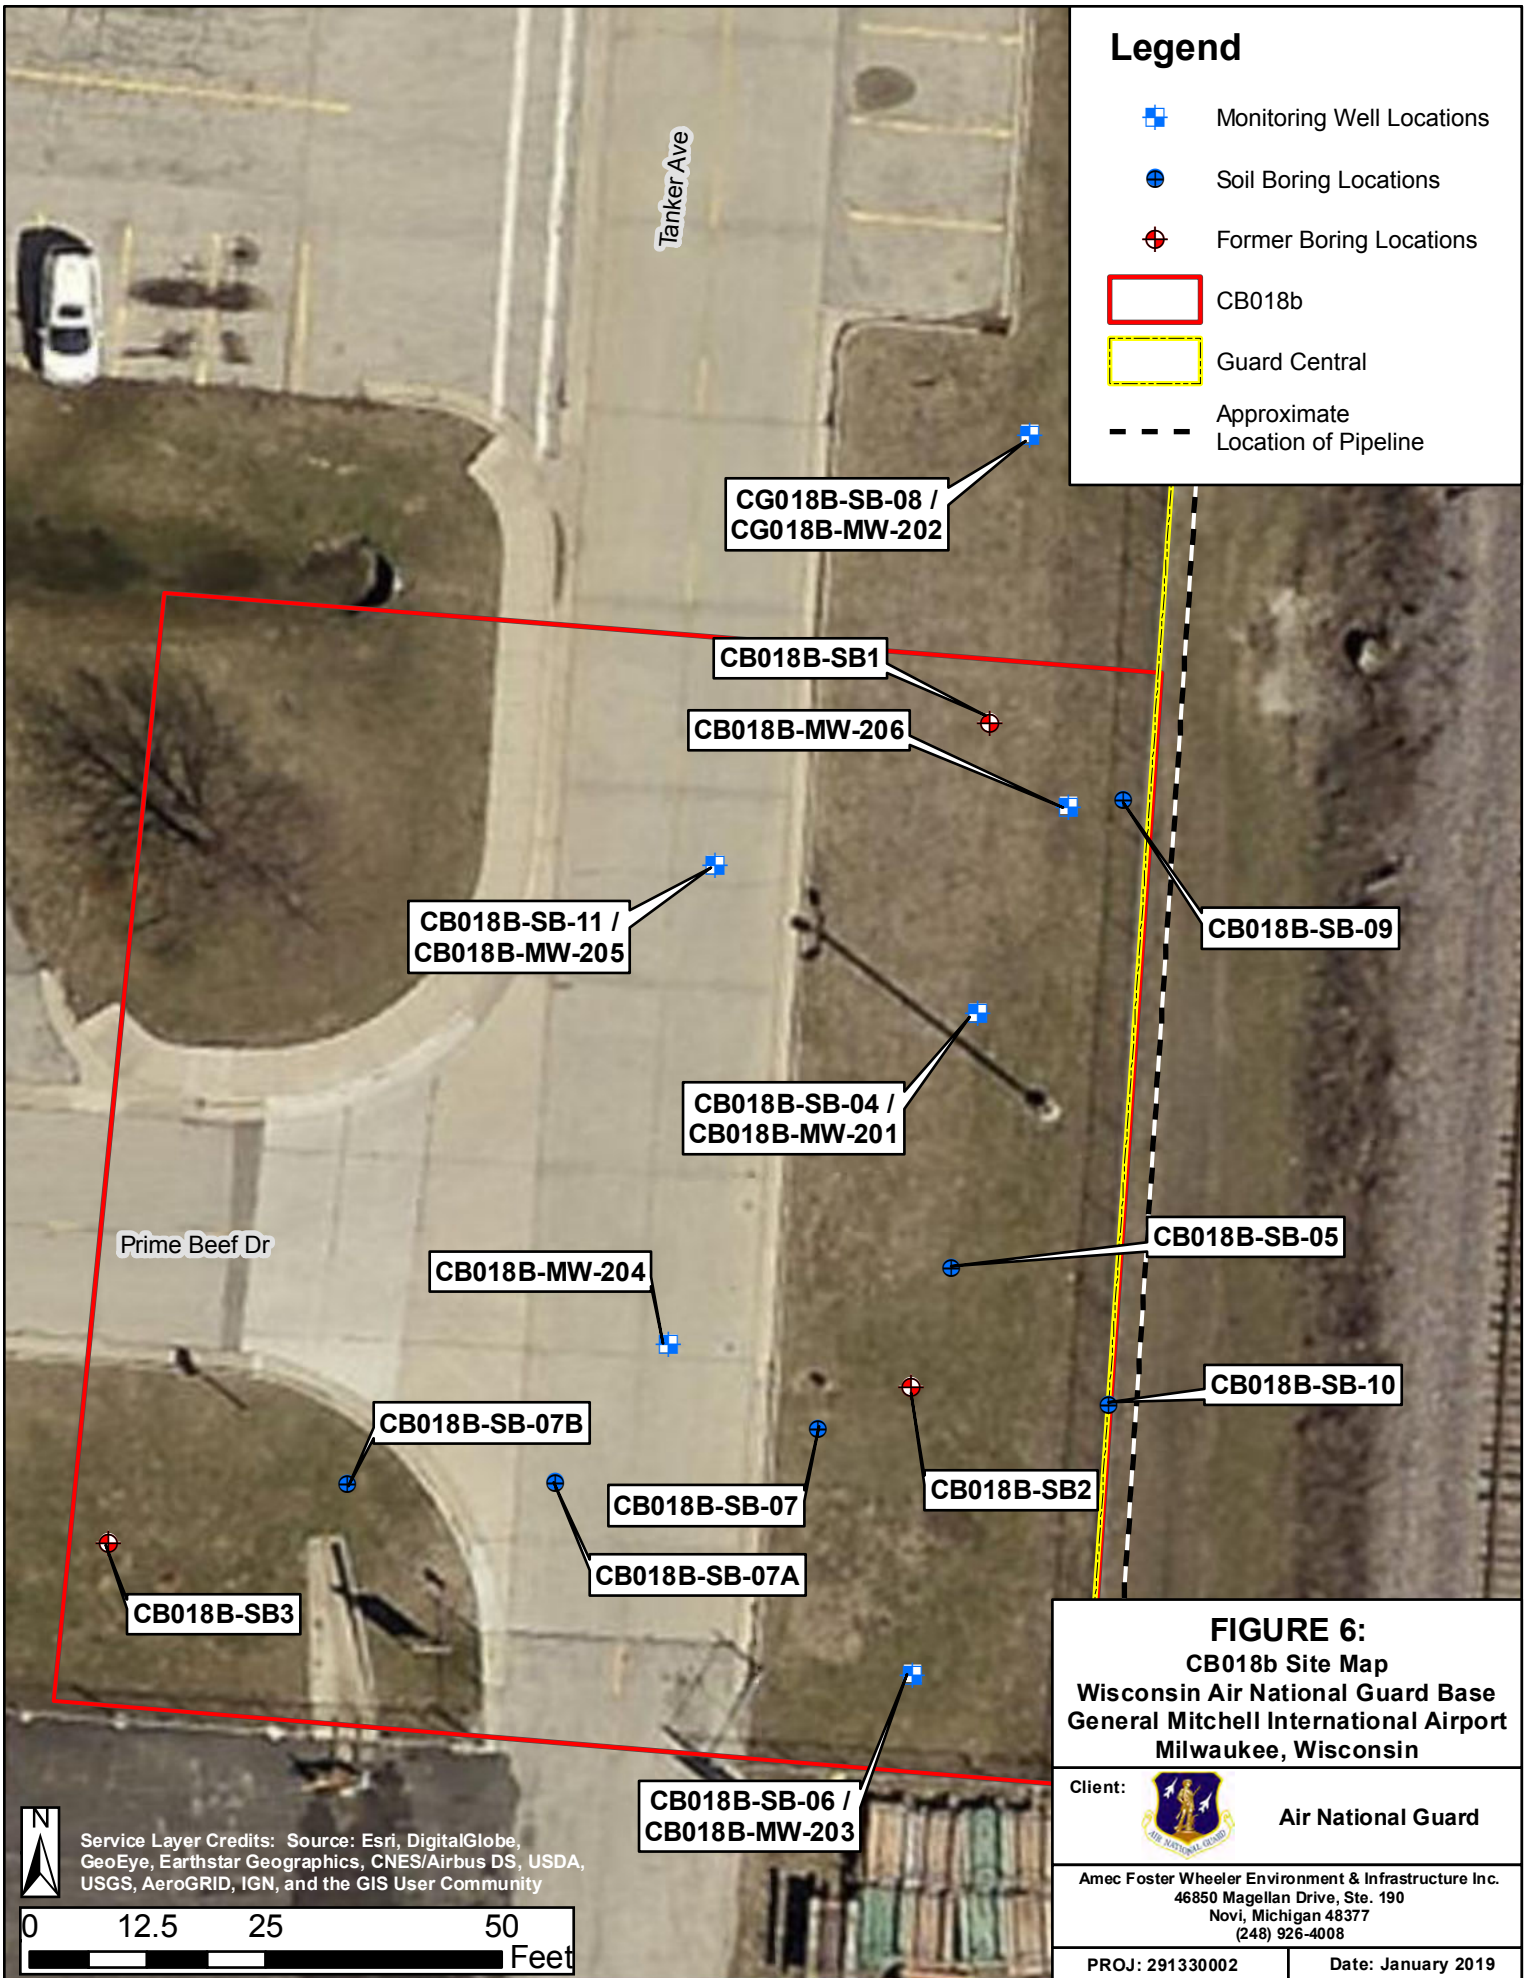 Legend
Monitoring Well Locations
Soil Boring Locations
Former Boring Locations
CB018b
Guard Central
Approximate
Location of Pipeline
Tanker Ave
CG018B-SB-08 /
CG018B-MW-202
CB018B-SB1
CB018B-MW-206
CB018B-SB-11 /
CB018B-MW-205
CB018B-SB-09
CB018B-SB-04 /
CB018B-MW-201
Prime Beef Dr
CB018B-SB-05
CB018B-MW-204
CB018B-SB-10
CB018B-SB-07B
CB018B-SB-07
CB018B-SB2
CB018B-SB-07A
CB018B-SB3
CB018B-SB-06 /
CB018B-MW-203
FIGURE 6:
CB018b Site Map
Wisconsin Air National Guard Base
General Mitchell International Airport
Milwaukee, Wisconsin
Client:
AIR NATIONAL GUARD
Air National Guard
Amec Foster Wheeler Environment & Infrastructure Inc.
46850 Magellan Drive, Ste. 190
Novi, Michigan 48377
(248) 926-4008
PROJ: 291330002
Date: January 2019
N
Service Layer Credits: Source: Esri, DigitalGlobe,
GeoEye, Earthstar Geographics, CNES/Airbus DS, USDA,
USGS, AeroGRID, IGN, and the GIS User Community
0 12.5 25 50
Feet